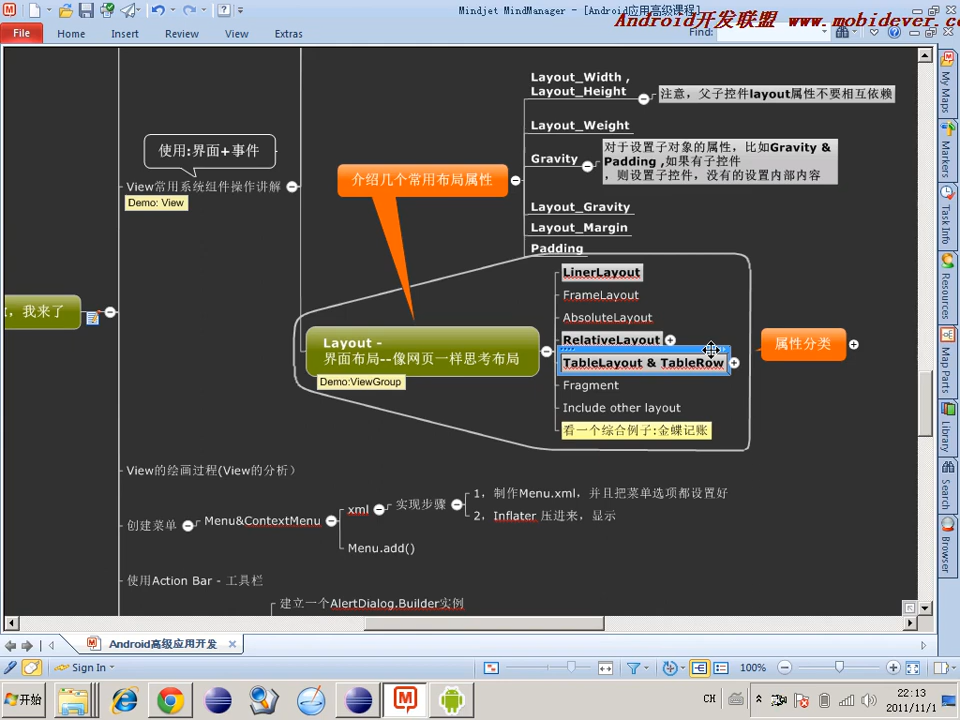 Mindjet MindManager - [Android应用高级课程]
Android开发联盟 www.mobidever.co
File Home Insert Review View Extras
Find:
Layout_Width ,
Layout_Height
注意，父子控件layout属性不要相互依赖
Layout_Weight
使用:界面+事件
对于设置子对象的属性，比如Gravity &
Gravity
Padding ,如果有子控件
，则设置子控件，没有的设置内部内容
介绍几个常用布局属性
View常用系统组件操作讲解
Demo: View
Layout_Gravity
Layout_Margin
Padding
LinerLayout
FrameLayout
，我来了
AbsoluteLayout
Layout -
界面布局--像网页一样思考布局
RelativeLayout
属性分类
TableLayout & TableRow
Demo:ViewGroup
Fragment
Include other layout
看一个综合例子:金蝶记账
View的绘画过程(View的分析）
1，制作Menu.xml，并且把菜单选项都设置好
xml
实现步骤
创建菜单
Menu&ContextMenu
2，Inflater 压进来，显示
Menu.add()
使用Action Bar - 工具栏
建立一个AlertDialog.Builder实例
My Maps
Markers
Task Info
Resources
Map Parts
Library
Search
Browser
Android高级应用开发
Sign In
100%
开始
CH
22:13
2011/11/1